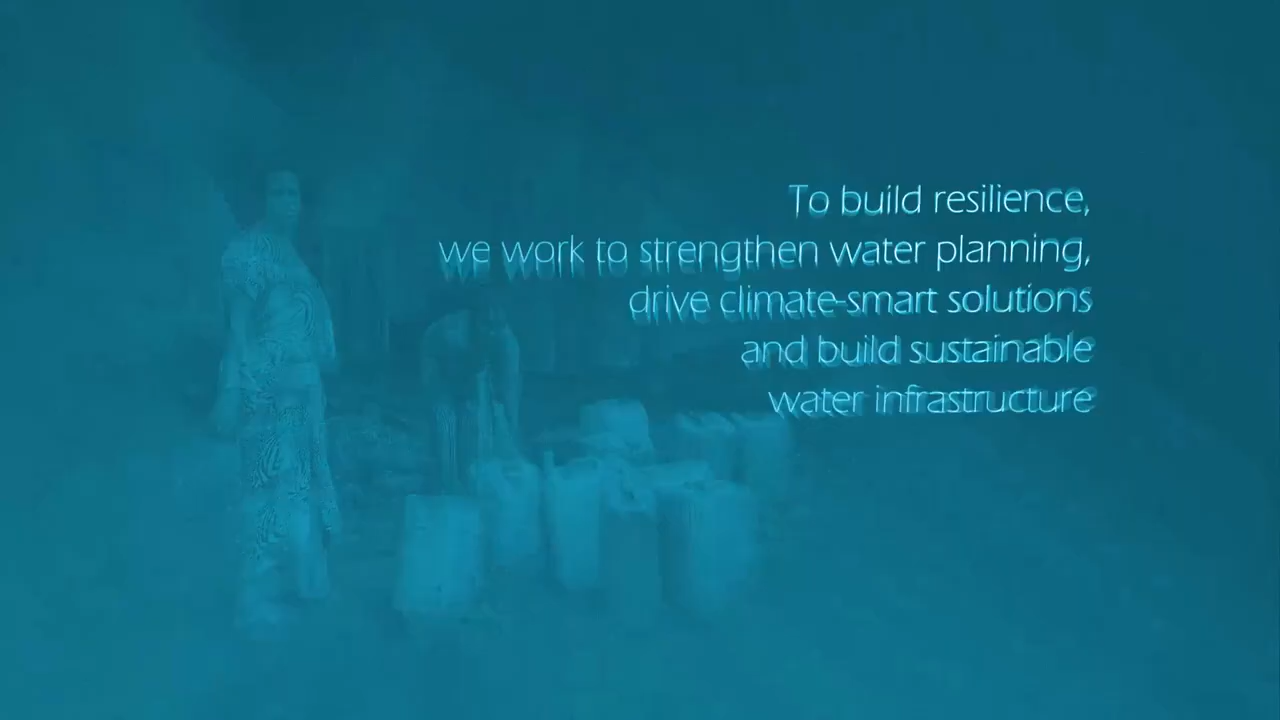 To build resilience,
we work to strengthen water planning,
drive climate-smart solutions
and build sustainable
water infrastructure